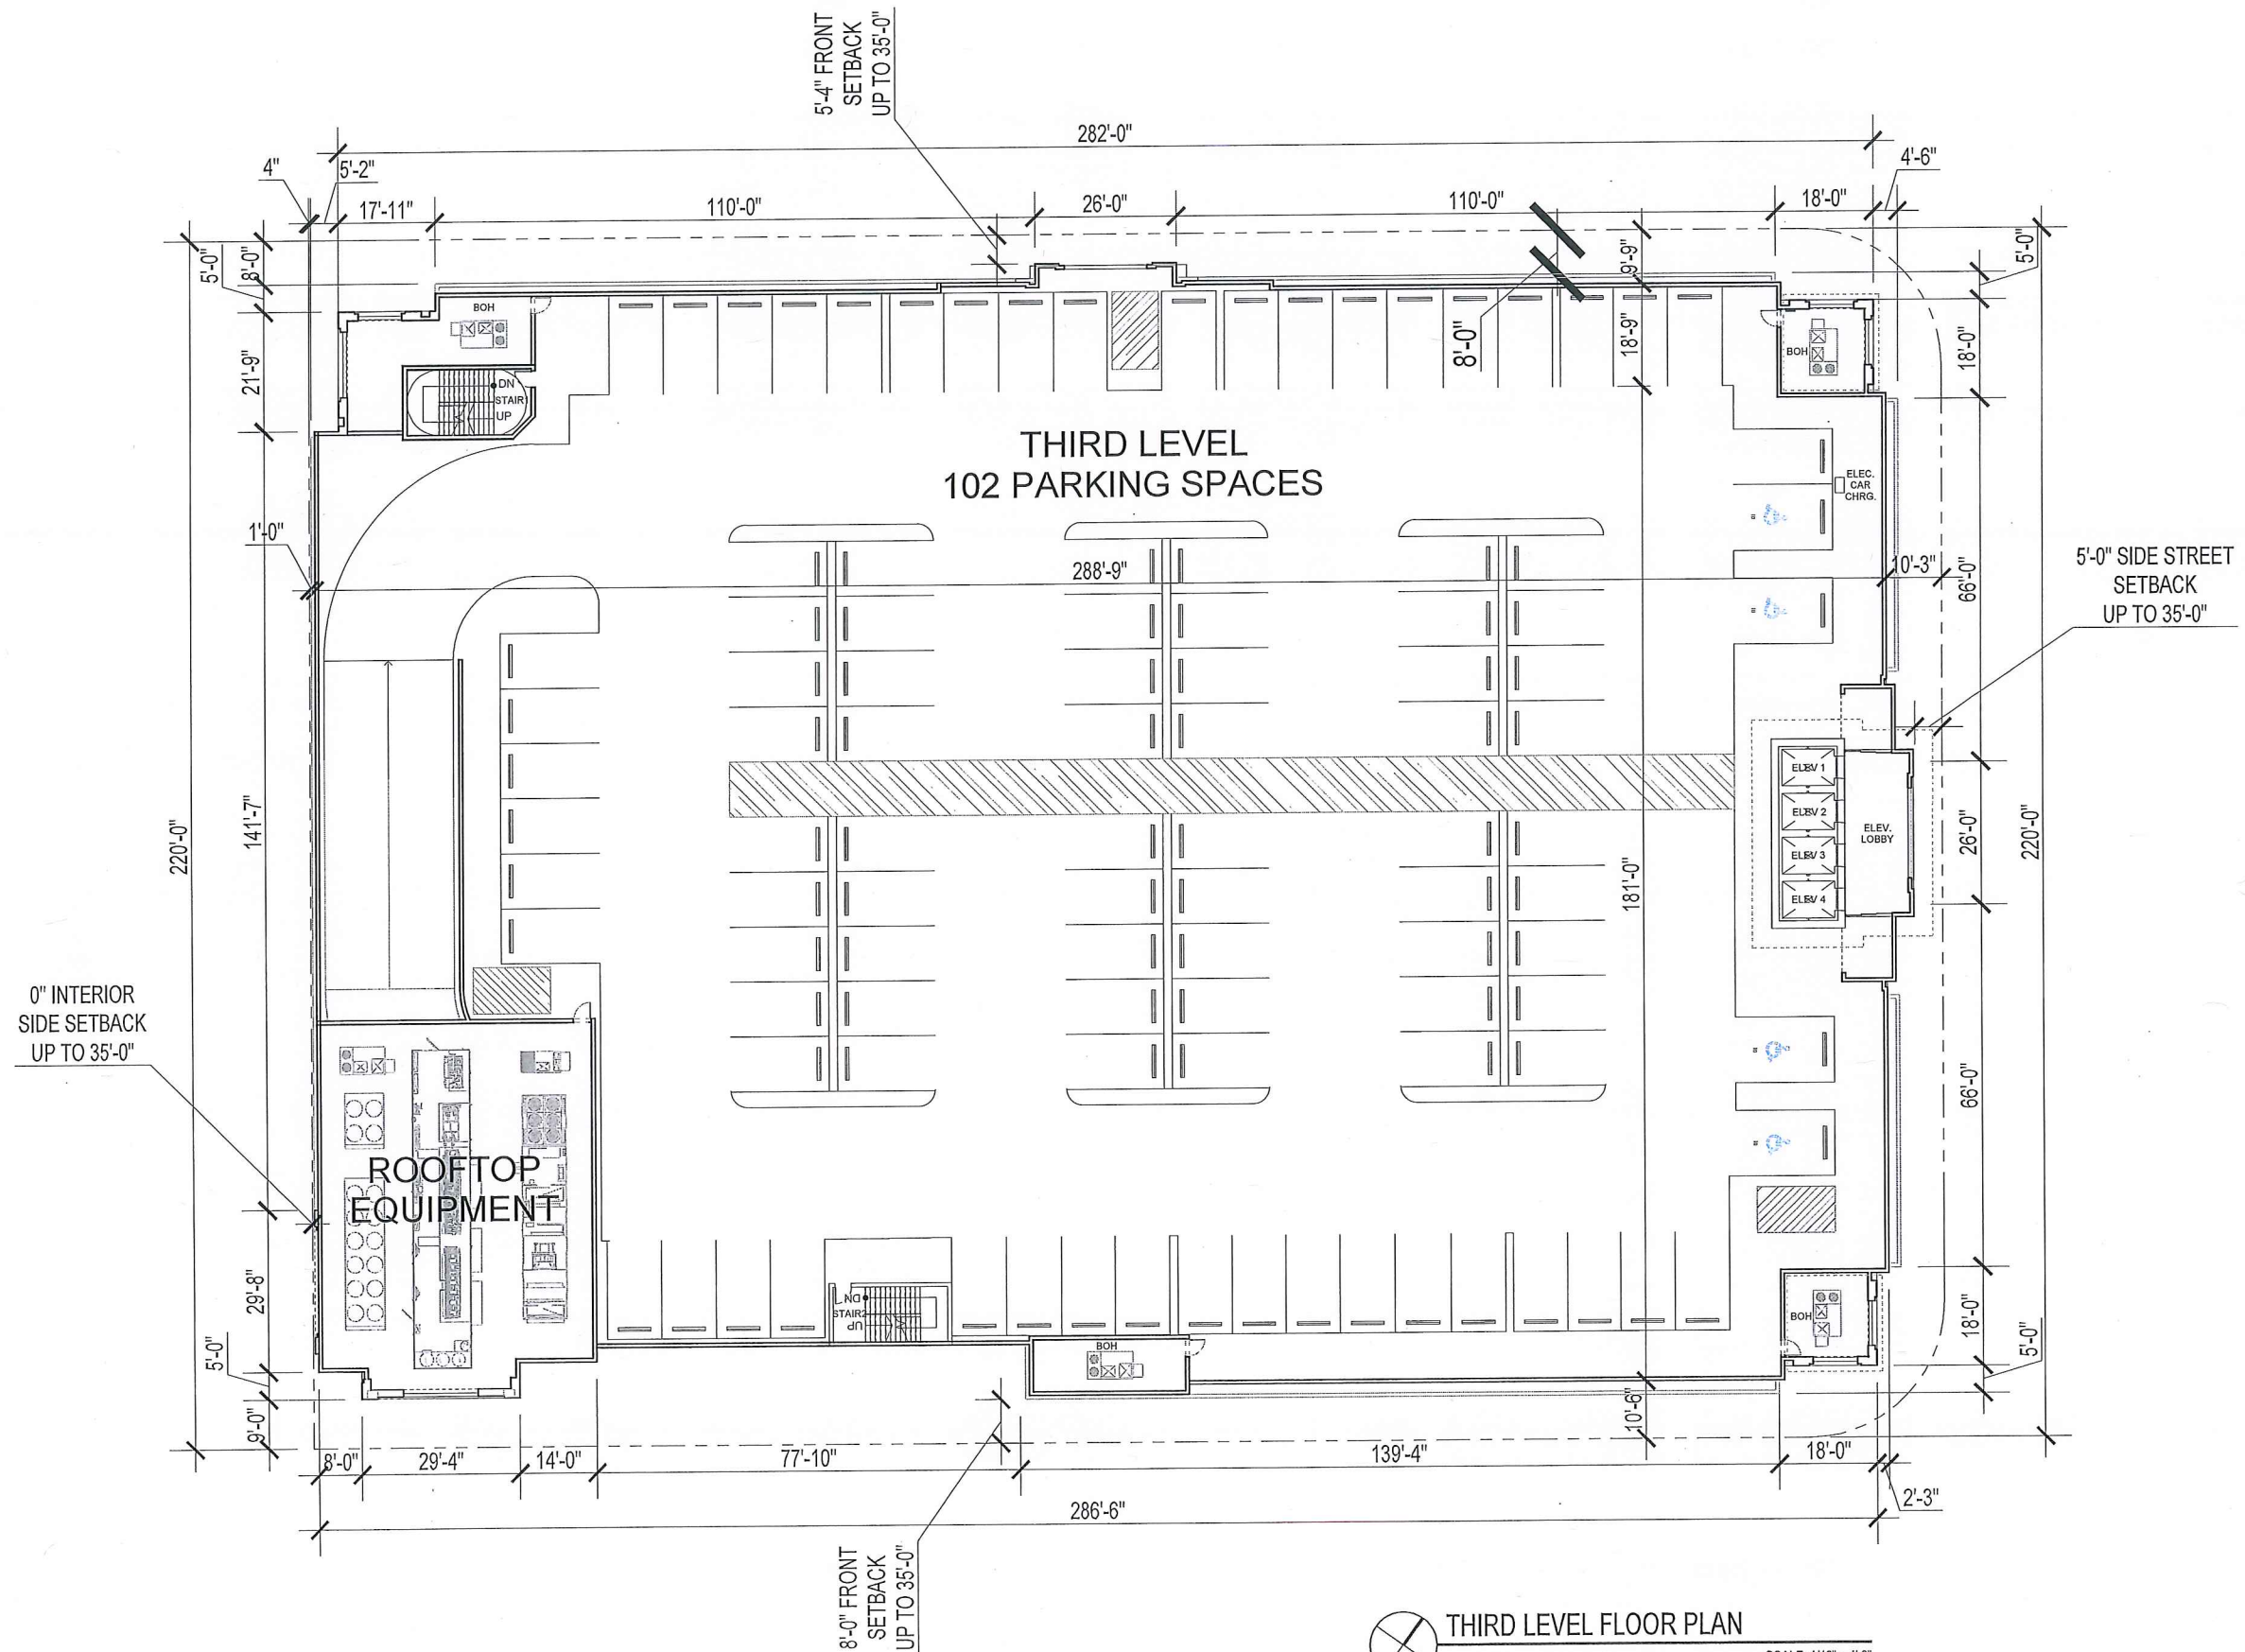 5'-4" FRONT
SETBACK
UP TO 35'-0"
282'-0"
4"
5'-2"
4'-6"
17'-11"
110'-0"
26'-0"
110'-0"
18'-0"
5'-0"
8'-0"
9'-9"
5'-0"
BOH
21'-9"
DN
STAIR1
UP
8'-0"
18'-9"
BOH
18'-0"
THIRD LEVEL
102 PARKING SPACES
ELEC.
CAR
CHRG.
1'-0"
288'-9"
10'-3"
66'-0"
5'-0" SIDE STREET
SETBACK
UP TO 35'-0"
220'-0"
141'-7"
181'-0"
ELEV 1
ELEV 2
ELEV 3
ELEV 4
ELEV.
LOBBY
26'-0"
220'-0"
0" INTERIOR
SIDE SETBACK
UP TO 35'-0"
66'-0"
ROOFTOP
EQUIPMENT
29'-8"
5'-0"
9'-0"
DN
STAIR2
UP
BOH
BOH
18'-0"
5'-0"
10'-6"
8'-0"
29'-4"
14'-0"
77'-10"
139'-4"
18'-0"
2'-3"
286'-6"
8'-0" FRONT
SETBACK
UP TO 35'-0"
THIRD LEVEL FLOOR PLAN